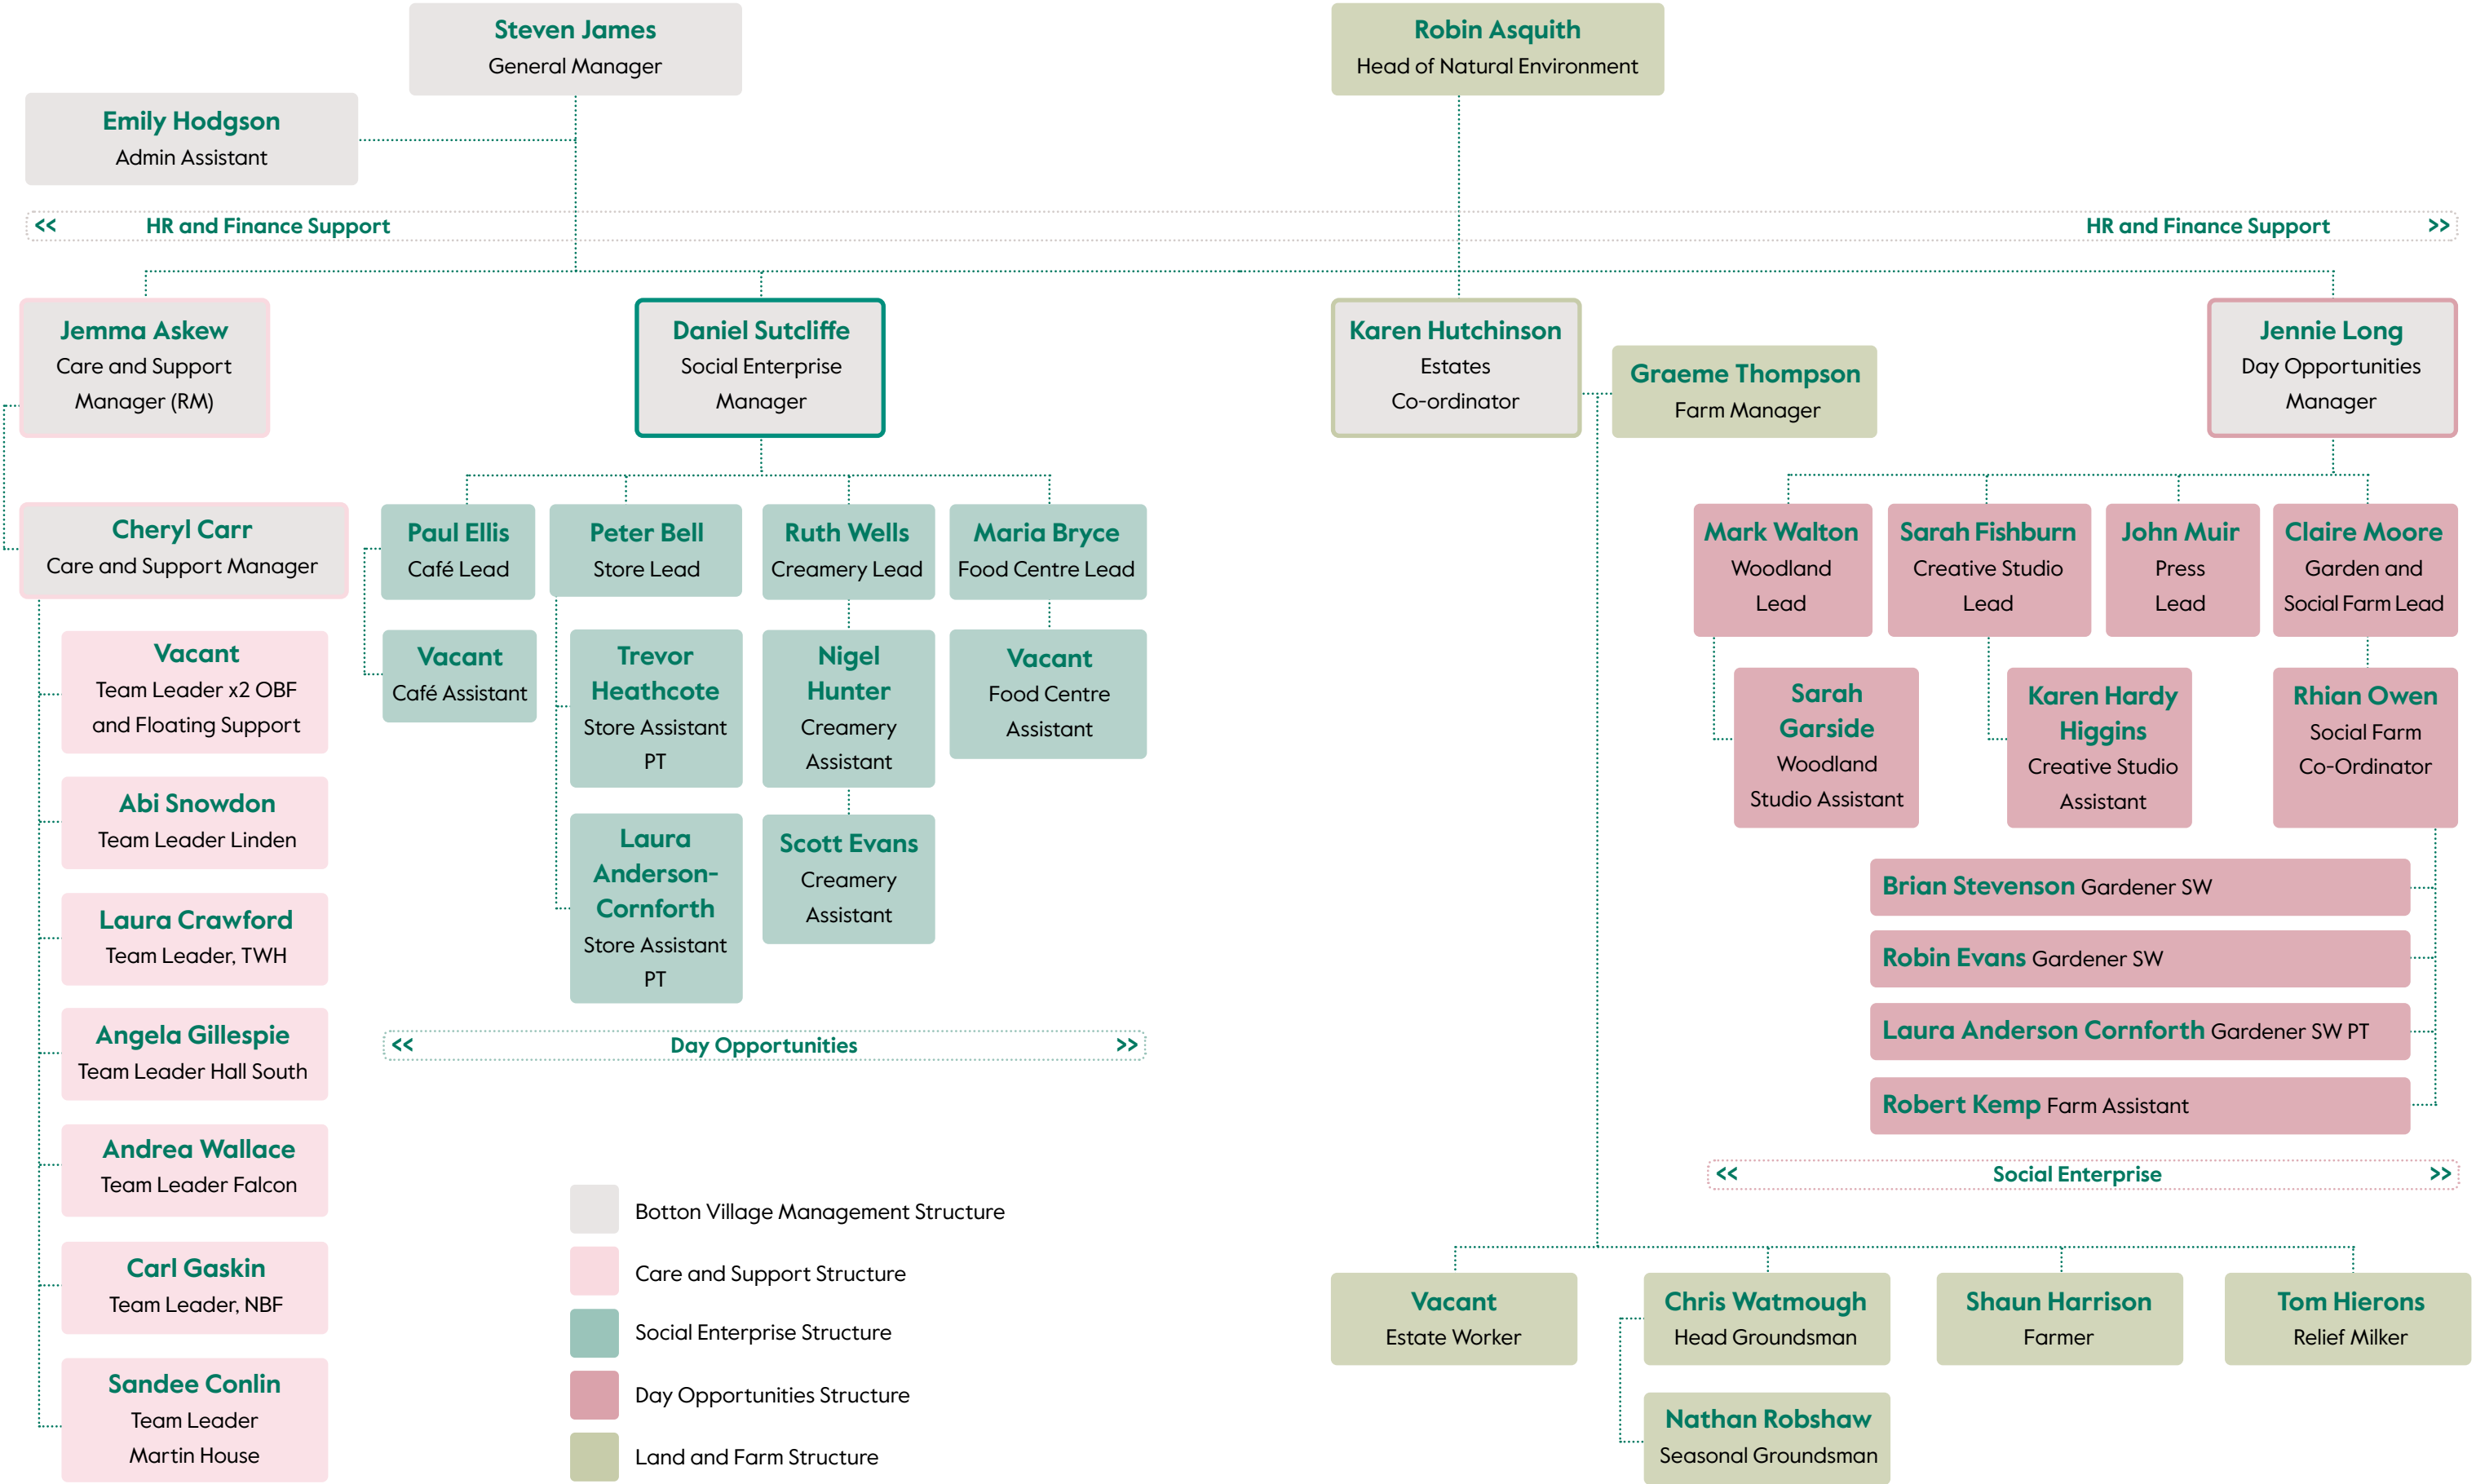 Steven James
General Manager
Robin Asquith
Head of Natural Environment
Emily Hodgson
Admin Assistant
<< HR and Finance Support
HR and Finance Support >>
Jemma Askew
Care and Support
Manager (RM)
Daniel Sutcliffe
Social Enterprise
Manager
Karen Hutchinson
Estates
Co-ordinator
Graeme Thompson
Farm Manager
Jennie Long
Day Opportunities
Manager
Cheryl Carr
Care and Support Manager
Vacant
Team Leader x2 OBF
and Floating Support
Abi Snowdon
Team Leader Linden
Laura Crawford
Team Leader, TWH
Angela Gillespie
Team Leader Hall South
Andrea Wallace
Team Leader Falcon
Carl Gaskin
Team Leader, NBF
Sandee Conlin
Team Leader
Martin House
Paul Ellis
Café Lead
Vacant
Café Assistant
Peter Bell
Store Lead
Trevor
Heathcote
Store Assistant
PT
Laura
Anderson-
Cornforth
Store Assistant
PT
Ruth Wells
Creamery Lead
Nigel
Hunter
Creamery
Assistant
Scott Evans
Creamery
Assistant
Maria Bryce
Food Centre Lead
Vacant
Food Centre
Assistant
<< Day Opportunities >>
Mark Walton
Woodland
Lead
Sarah
Garside
Woodland
Studio Assistant
Sarah Fishburn
Creative Studio
Lead
Karen Hardy
Higgins
Creative Studio
Assistant
John Muir
Press
Lead
Claire Moore
Garden and
Social Farm Lead
Rhian Owen
Social Farm
Co-Ordinator
Brian Stevenson Gardener SW
Robin Evans Gardener SW
Laura Anderson Cornforth Gardener SW PT
Robert Kemp Farm Assistant
<< Social Enterprise >>
Vacant
Estate Worker
Chris Watmough
Head Groundsman
Nathan Robshaw
Seasonal Groundsman
Shaun Harrison
Farmer
Tom Hierons
Relief Milker
Botton Village Management Structure
Care and Support Structure
Social Enterprise Structure
Day Opportunities Structure
Land and Farm Structure